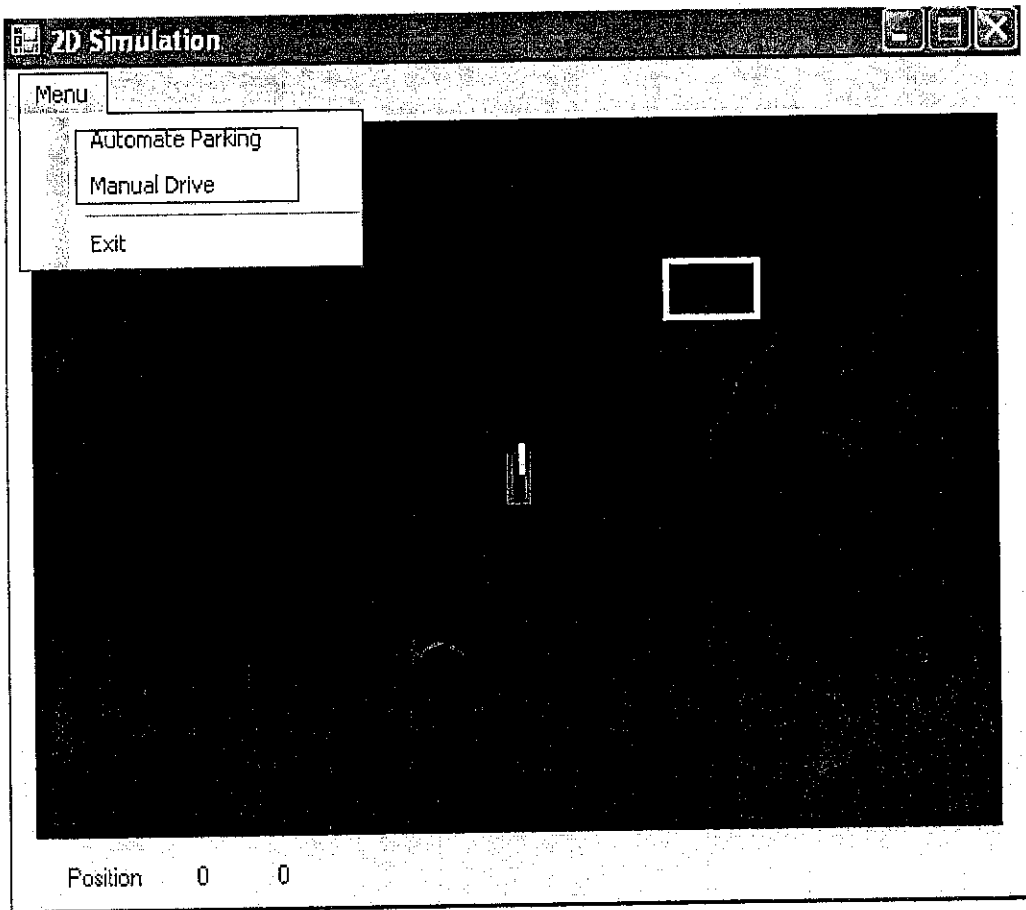 2D Simulation
Menu
Automate Parking
Manual Drive
Exit
Position 0 0